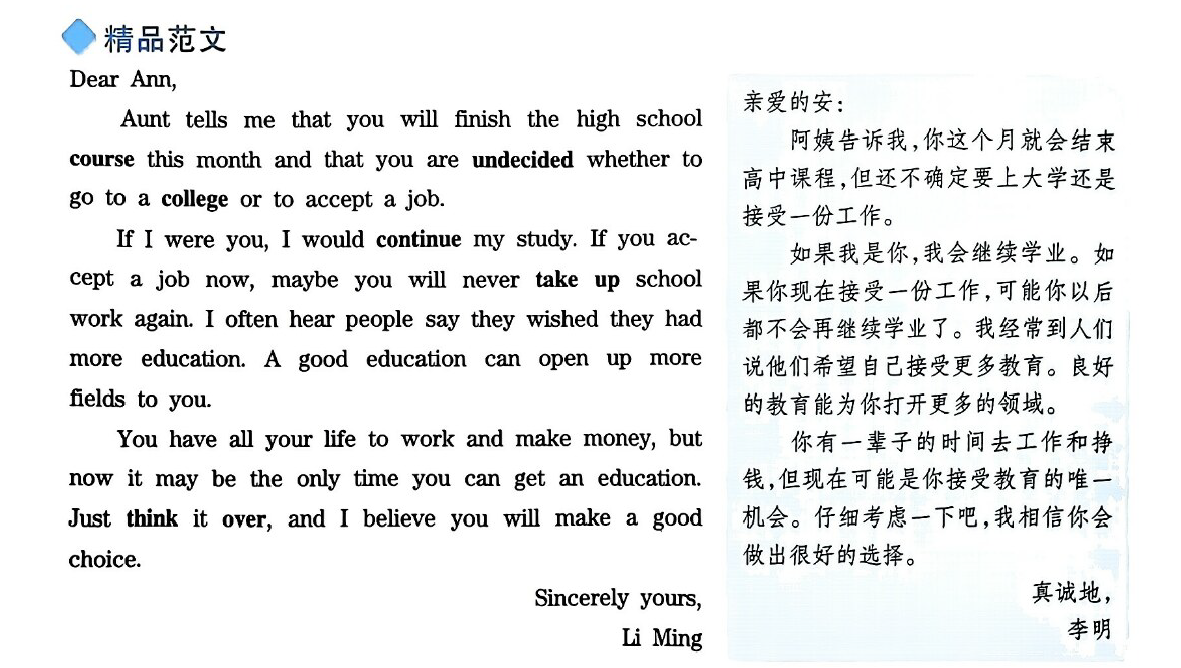 精品范文
Dear Ann,
Aunt tells me that you will finish the high school
course this month and that you are undecided whether to
go to a college or to accept a job.
If I were you, I would continue my study. If you ac-
cept a job now, maybe you will never take up school
work again. I often hear people say they wished they had
more education. A good education can open up more
fields to you.
You have all your life to work and make money, but
now it may be the only time you can get an education.
Just think it over, and I believe you will make a good
choice.
Sincerely yours,
Li Ming
亲爱的安：
阿姨告诉我，你这个月就会结束
高中课程，但还不确定要上大学还是
接受一份工作。
如果我是你，我会继续学业。如
果你现在接受一份工作，可能你以后
都不会再继续学业了。我经常到人们
说他们希望自己接受更多教育。良好
的教育能为你打开更多的领域。
你有一辈子的时间去工作和挣
钱，但现在可能是你接受教育的唯一
机会。仔细考虑一下吧，我相信你会
做出很好的选择。
真诚地，
李明